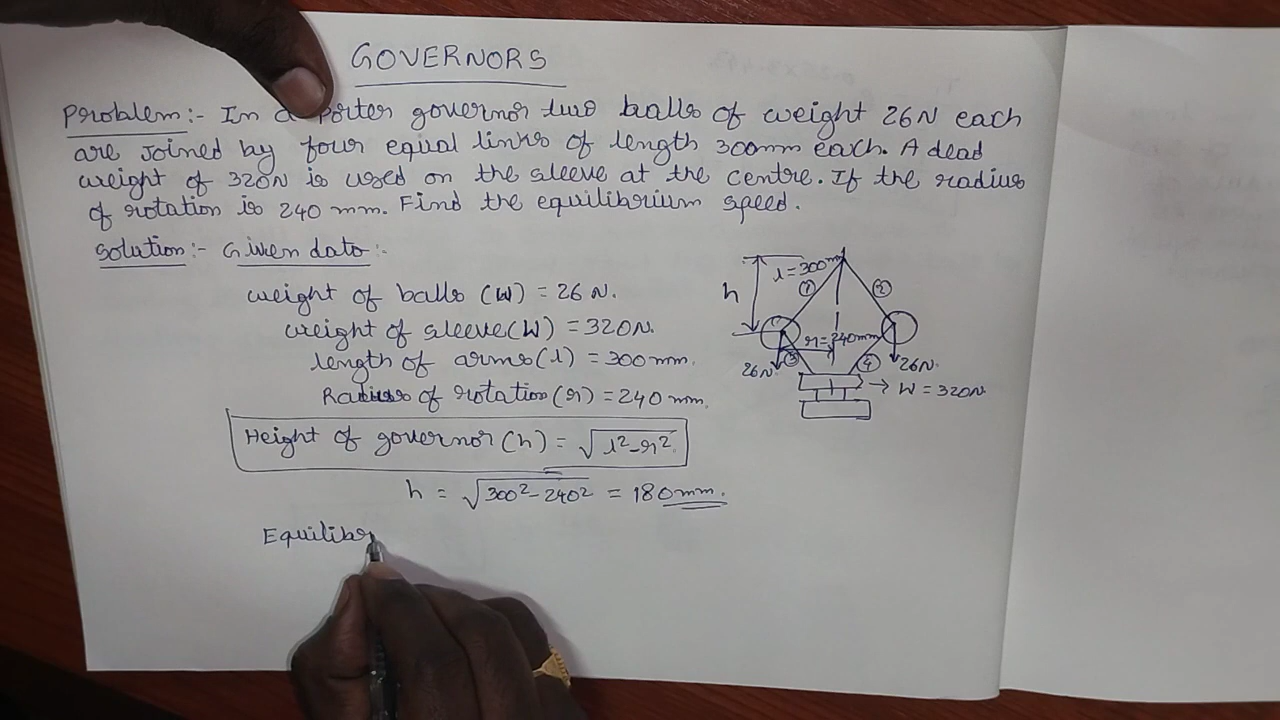 GOVERNORS
Problem:- In a porter governor two balls of weight 26N each
are joined by four equal links of length 300mm each. A dead
weight of 320N is used on the sleeve at the centre. If the radius
of rotation is 240 mm. Find the equilibrium speed.
Solution:- Given data:-
weight of balls (W) = 26 N.
weight of sleeve (W) = 320N.
length of arms (l) = 300 mm.
Radius of rotation (r) = 240 mm.
Height of governor (h) = √l²-r².
h = √300²-240² = 180mm.
Equilibr
l = 300mm
① ②
h
r = 240mm
③ ④
26N. 26N.
→ W = 320N